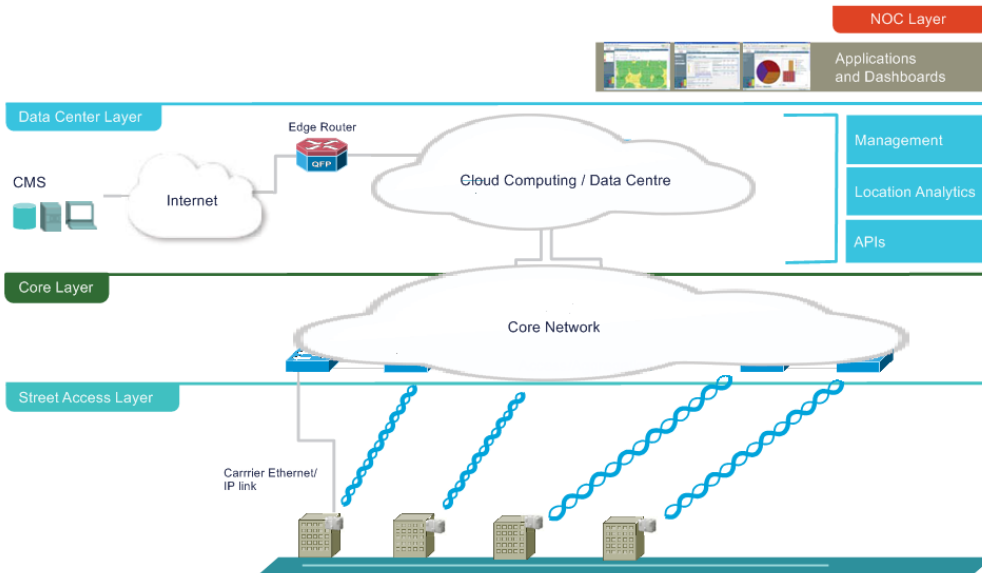 NOC Layer
Applications
and Dashboards
Data Center Layer
Edge Router
QFP
CMS
Internet
Cloud Computing / Data Centre
Management
Location Analytics
APIs
Core Layer
Core Network
Street Access Layer
Carrrier Ethernet/
IP link